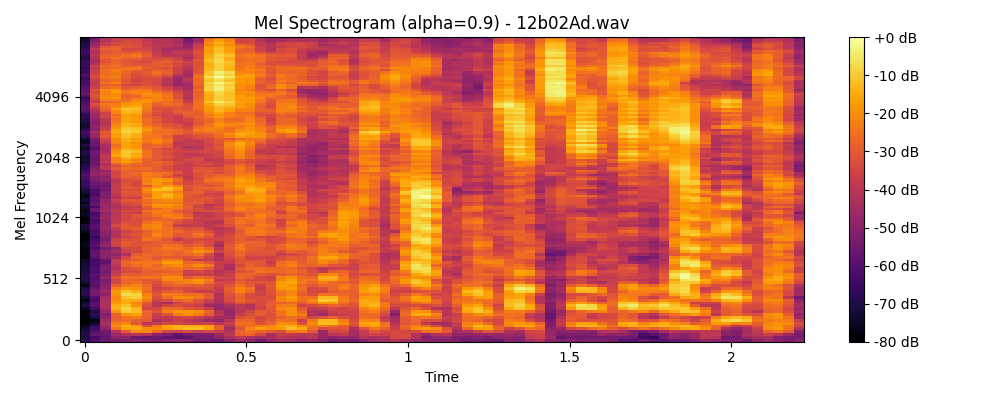 Mel Spectrogram (alpha=0.9) - 12b02Ad.wav
Mel Frequency
4096
2048
1024
512
0
0
0.5
1
1.5
2
Time
+0 dB
-10 dB
-20 dB
-30 dB
-40 dB
-50 dB
-60 dB
-70 dB
-80 dB